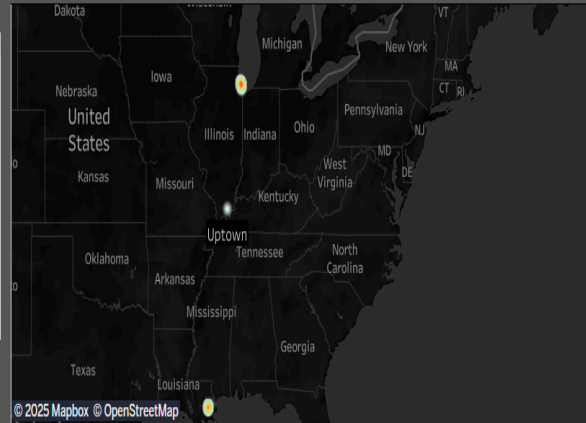 Dakota
Wisconsin
VT
Michigan
New York
MA
CT
RI
Iowa
Nebraska
United
States
Illinois
Indiana
Ohio
Pennsylvania
NJ
MD
DE
West
Virginia
Kansas
Missouri
Kentucky
Uptown
Tennessee
North
Carolina
Oklahoma
Arkansas
Mississippi
Georgia
Texas
Louisiana
© 2025 Mapbox © OpenStreetMap